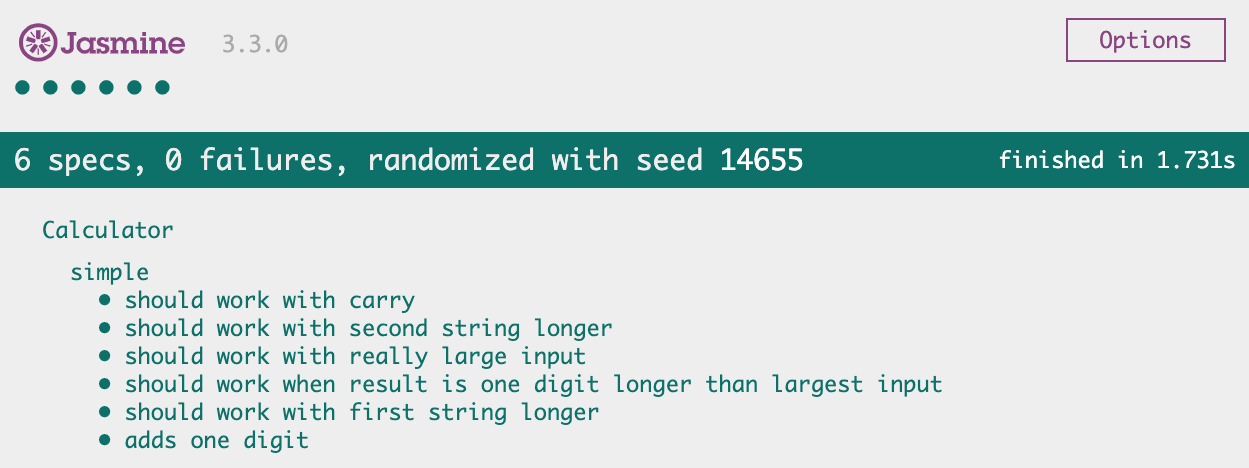 Jasmine 3.3.0
Options
• • • • • •
6 specs, 0 failures, randomized with seed 14655
finished in 1.731s
Calculator
simple
• should work with carry
• should work with second string longer
• should work with really large input
• should work when result is one digit longer than largest input
• should work with first string longer
• adds one digit